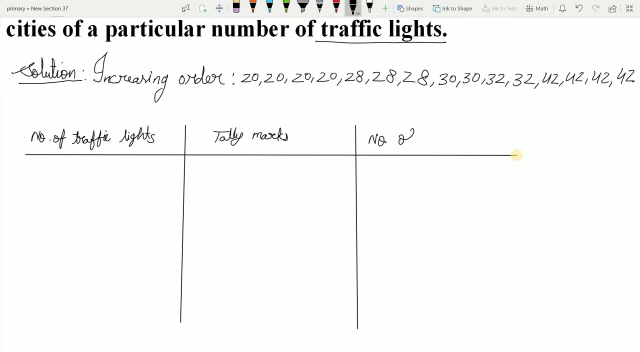 primary » New Section 37
Shapes Ink to Shape Ink to Text Math
cities of a particular number of traffic lights.
Solution: Increasing order: 20,20,20,20,28,28,28,30,30,32,32,42,42,42,42
No. of traffic lights Tally marks No o